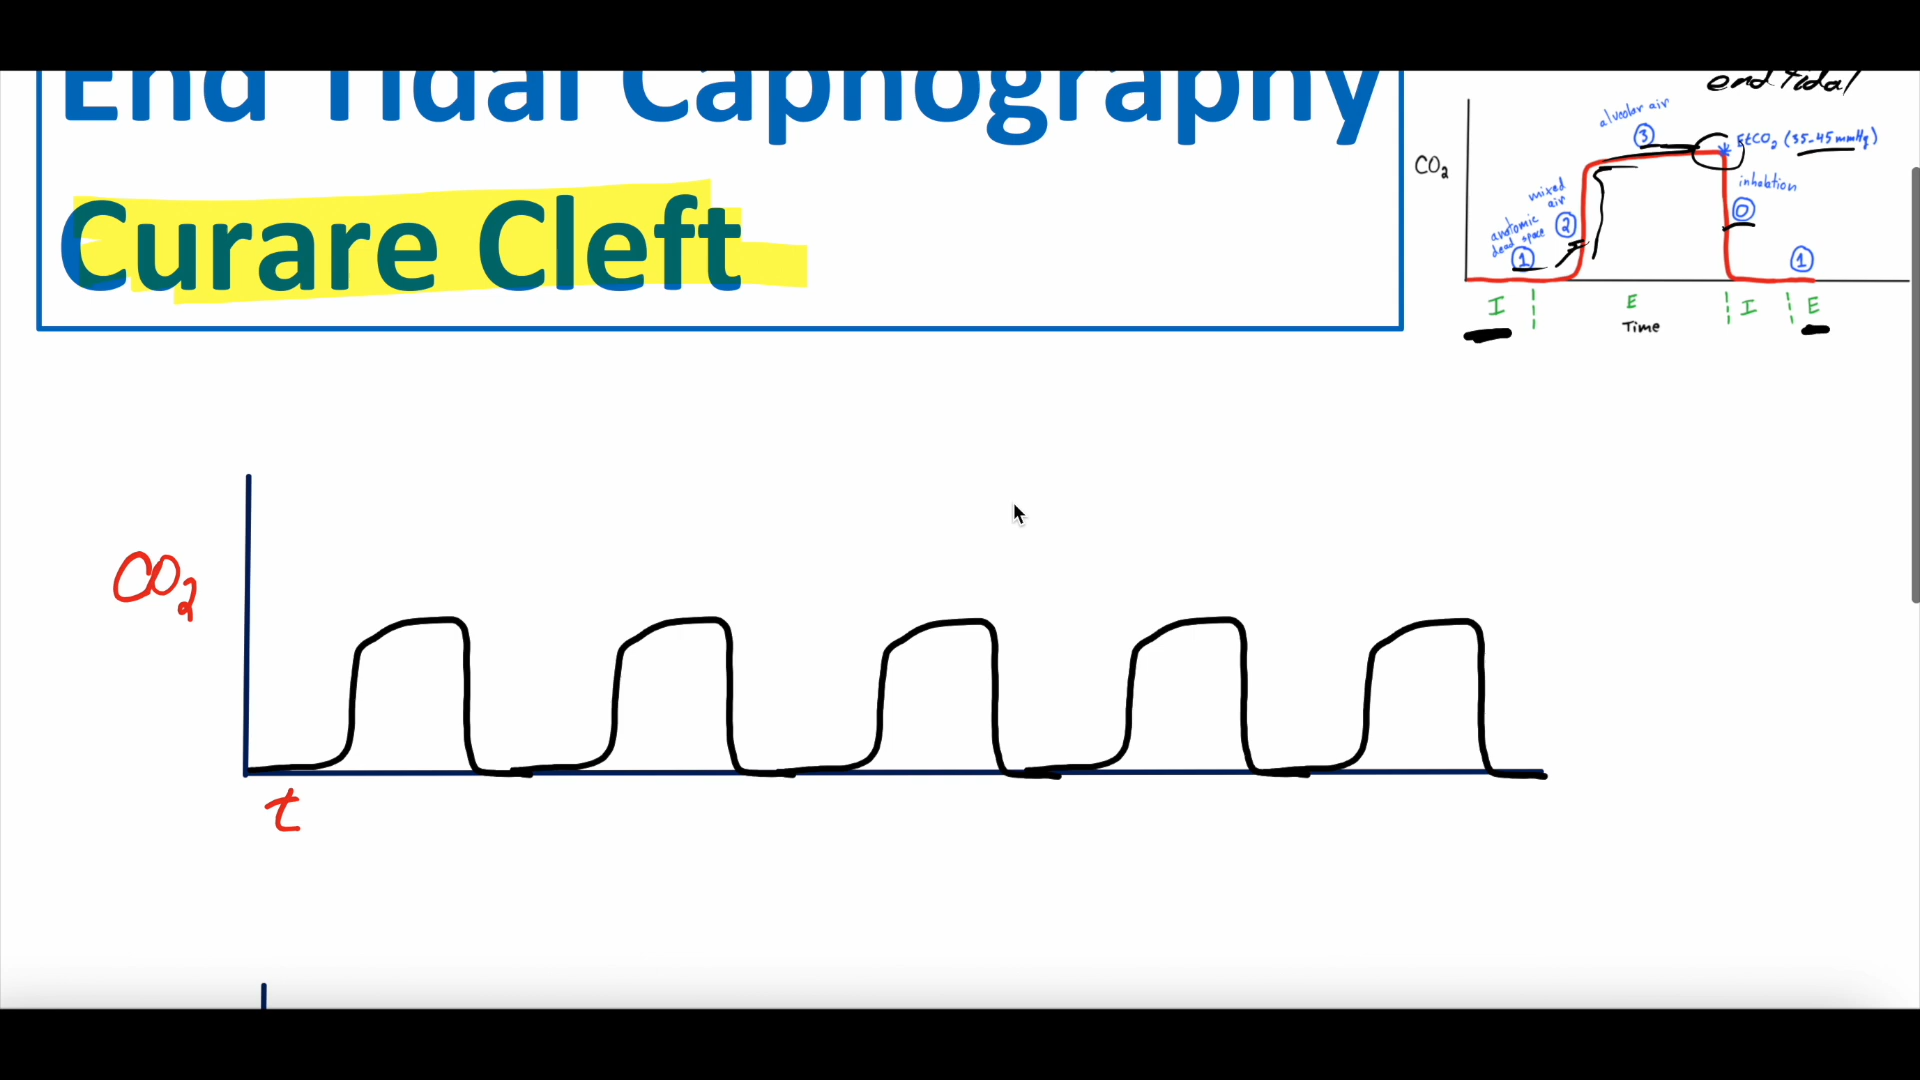 End Tidal Capnography
Curare Cleft
end tidal
alveolar air
3
EtCO₂ (35-45 mmHg)
CO₂
mixed
air
inhalation
0
anatomic
dead space
2
1
1
I
E
I
E
Time
CO₂
t